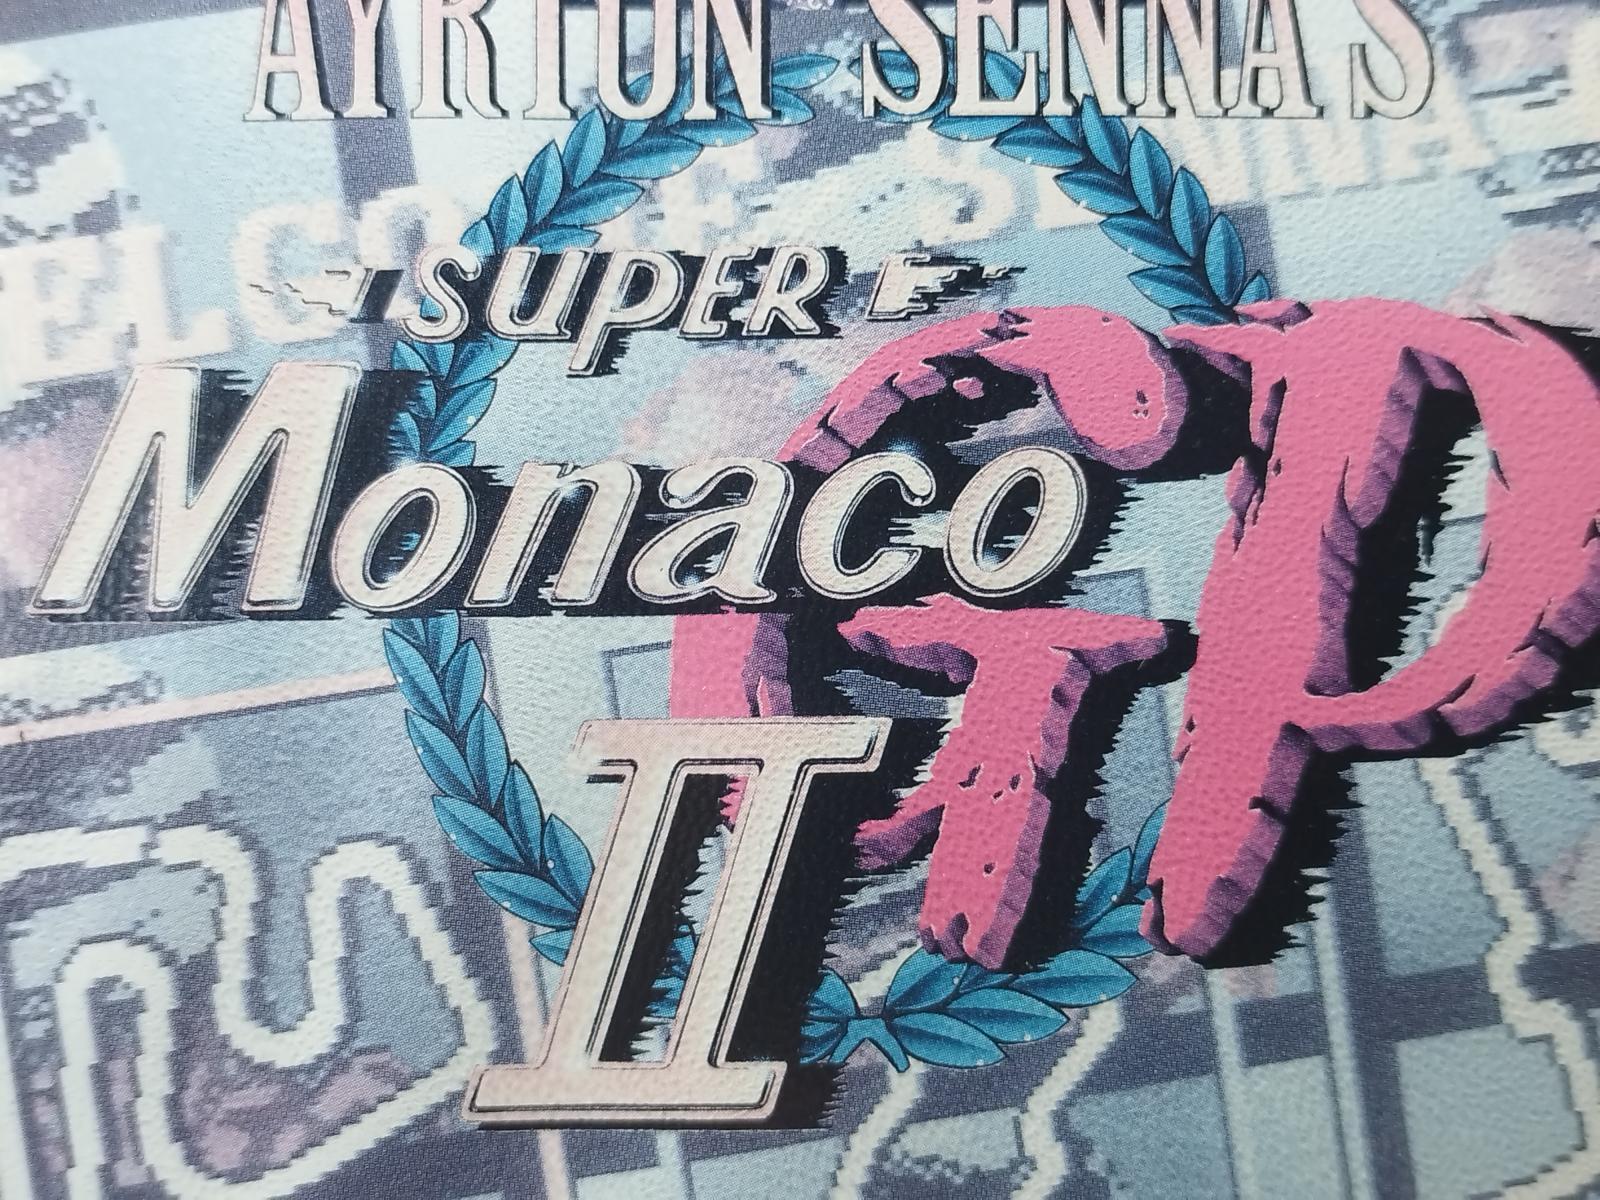 AYRTON SENNA'S
SUPER
Monaco GP
II